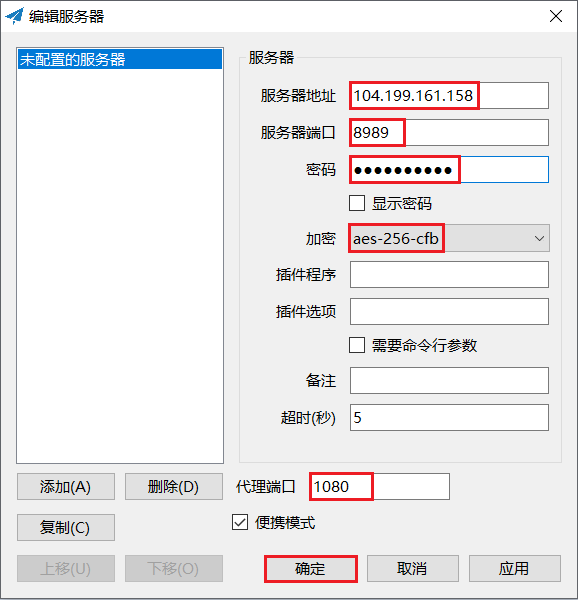 编辑服务器
未配置的服务器
服务器
服务器地址 104.199.161.158
服务器端口 8989
密码 ●●●●●●●●●●
显示密码
加密 aes-256-cfb
插件程序
插件选项
需要命令行参数
备注
超时(秒) 5
添加(A) 删除(D) 代理端口 1080
复制(C) 便携模式
上移(U) 下移(O) 确定 取消 应用